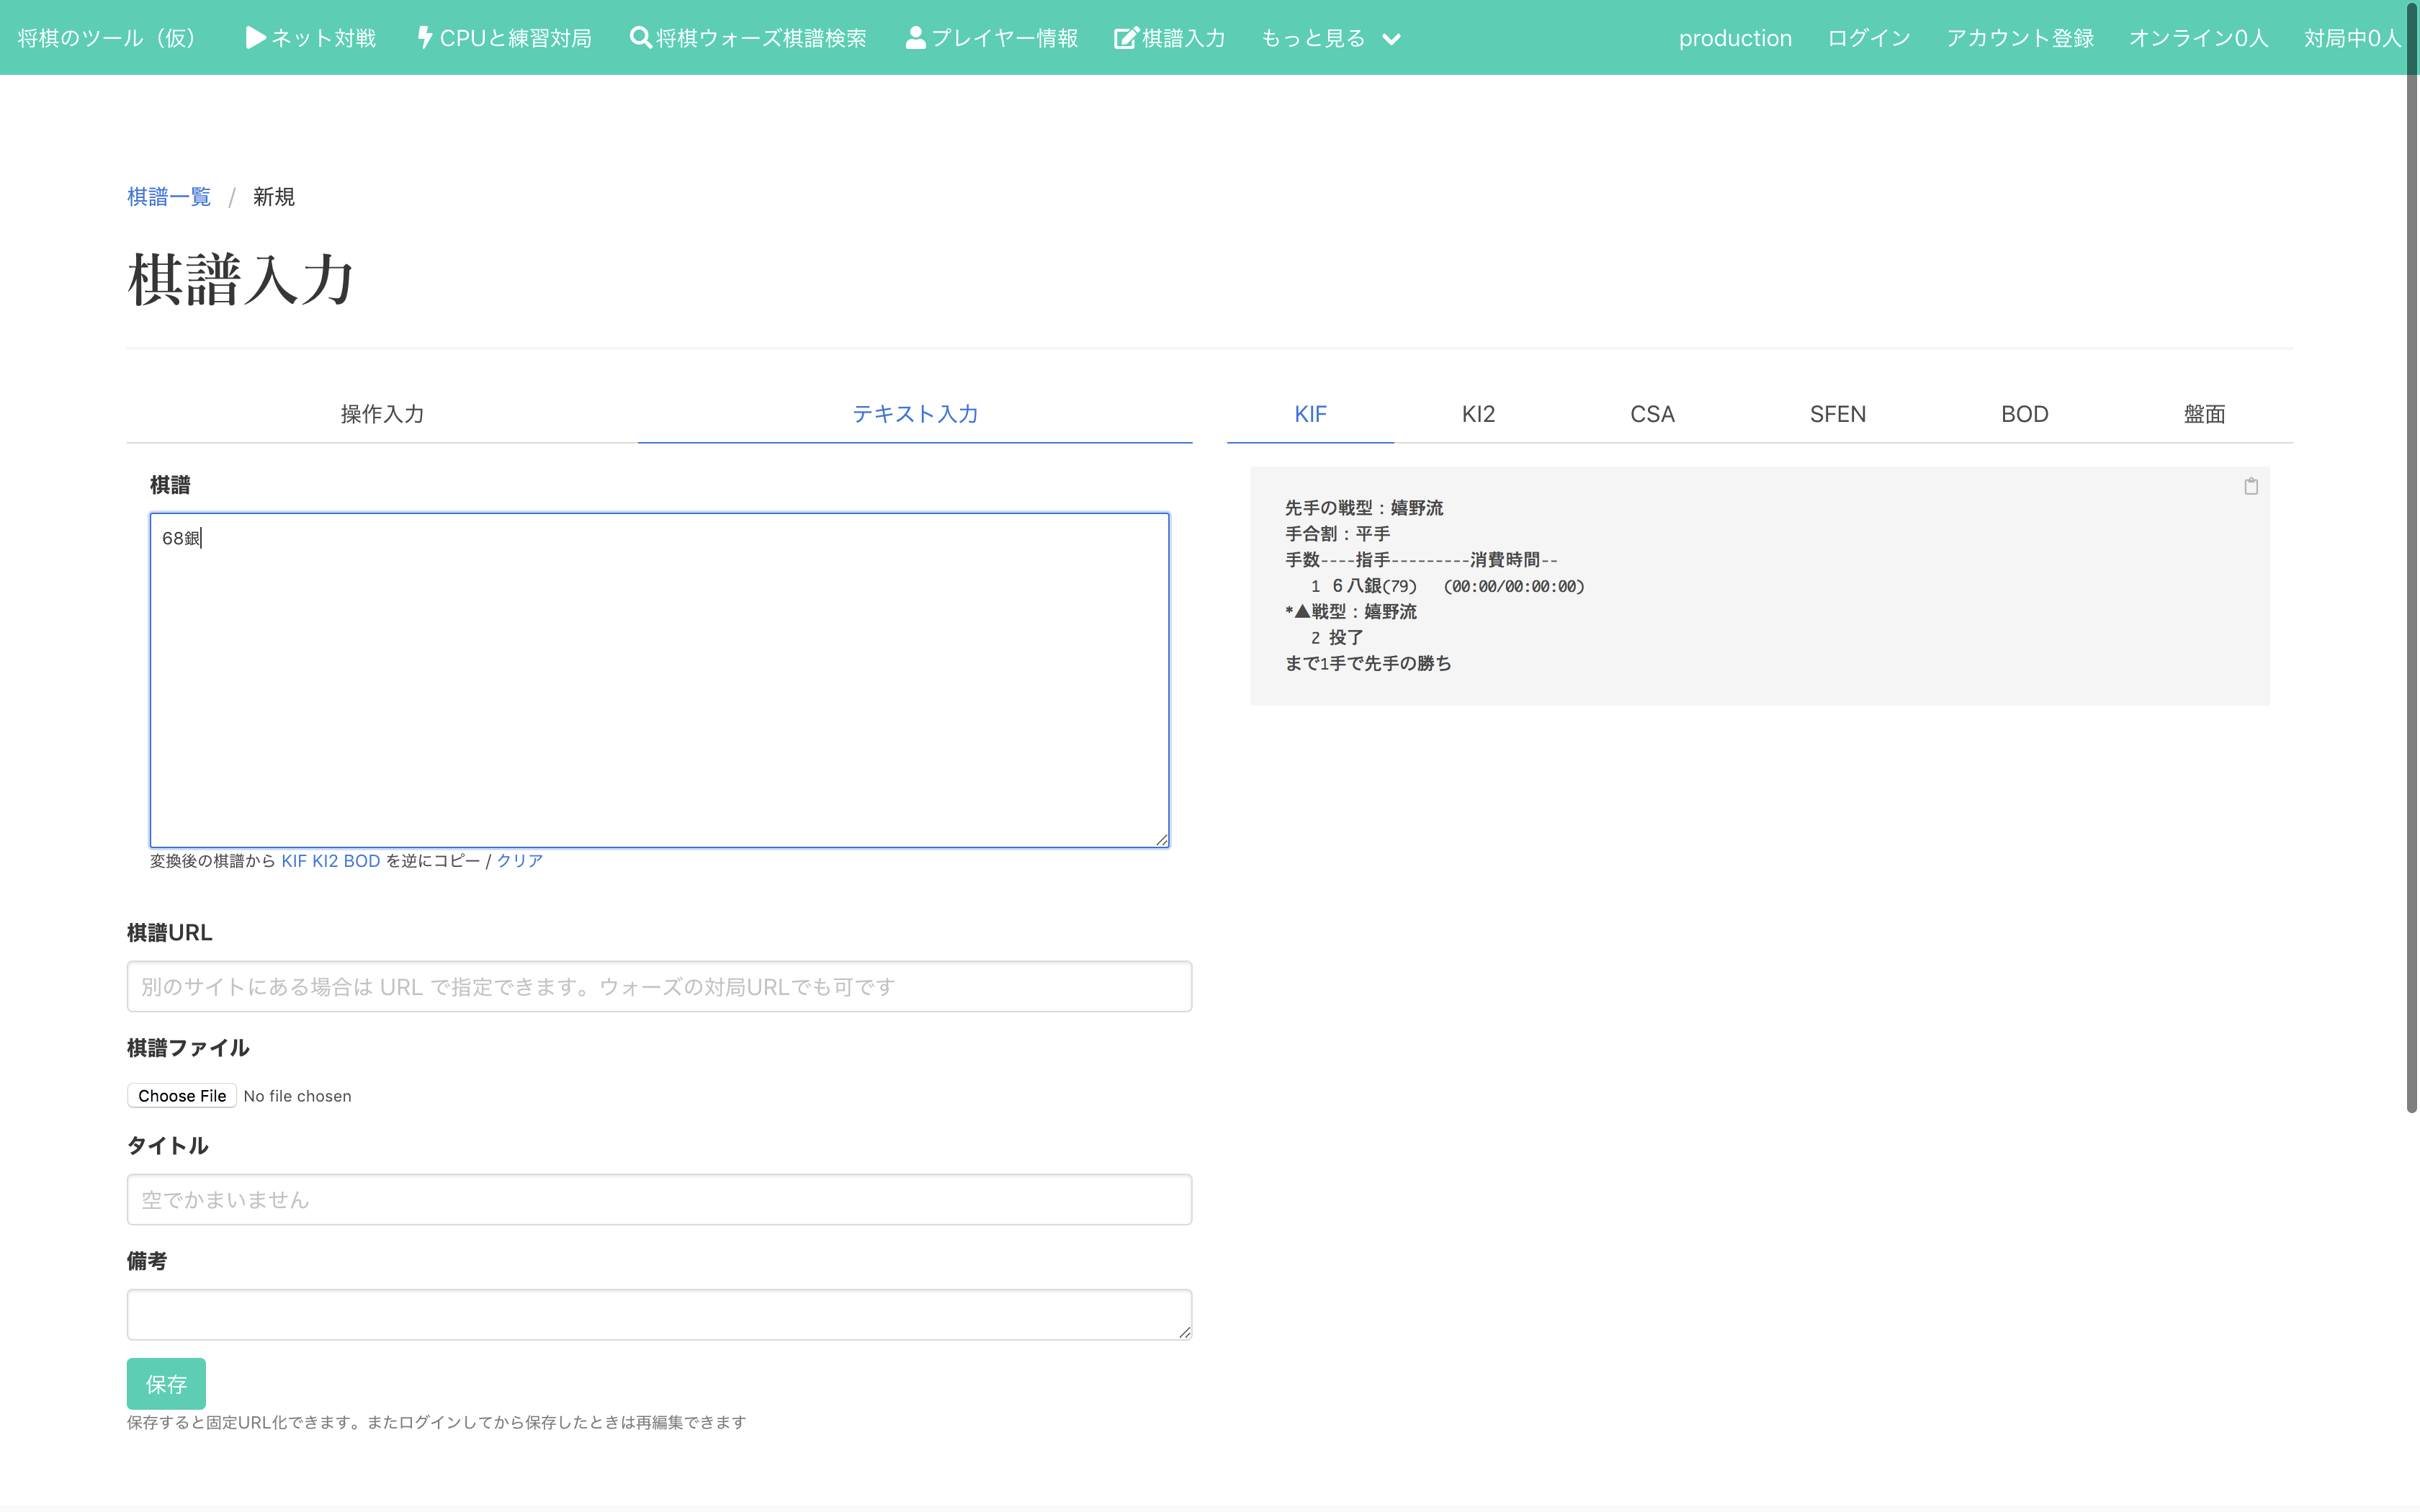 将棋のツール（仮） ネット対戦 CPUと練習対局 将棋ウォーズ棋譜検索 プレイヤー情報 棋譜入力 もっと見る production ログイン アカウント登録 オンライン0人 対局中0人
棋譜一覧 / 新規
棋譜入力
操作入力 テキスト入力
棋譜
68銀
変換後の棋譜から KIF KI2 BOD を逆にコピー / クリア
KIF KI2 CSA SFEN BOD 盤面
先手の戦型：嬉野流
手合割：平手
手数----指手---------消費時間--
1 ６八銀(79) (00:00/00:00:00)
*▲戦型：嬉野流
2 投了
まで1手で先手の勝ち
棋譜URL
別のサイトにある場合は URL で指定できます。ウォーズの対局URLでも可です
棋譜ファイル
Choose File No file chosen
タイトル
空でかまいません
備考
保存
保存すると固定URL化できます。またログインしてから保存したときは再編集できます